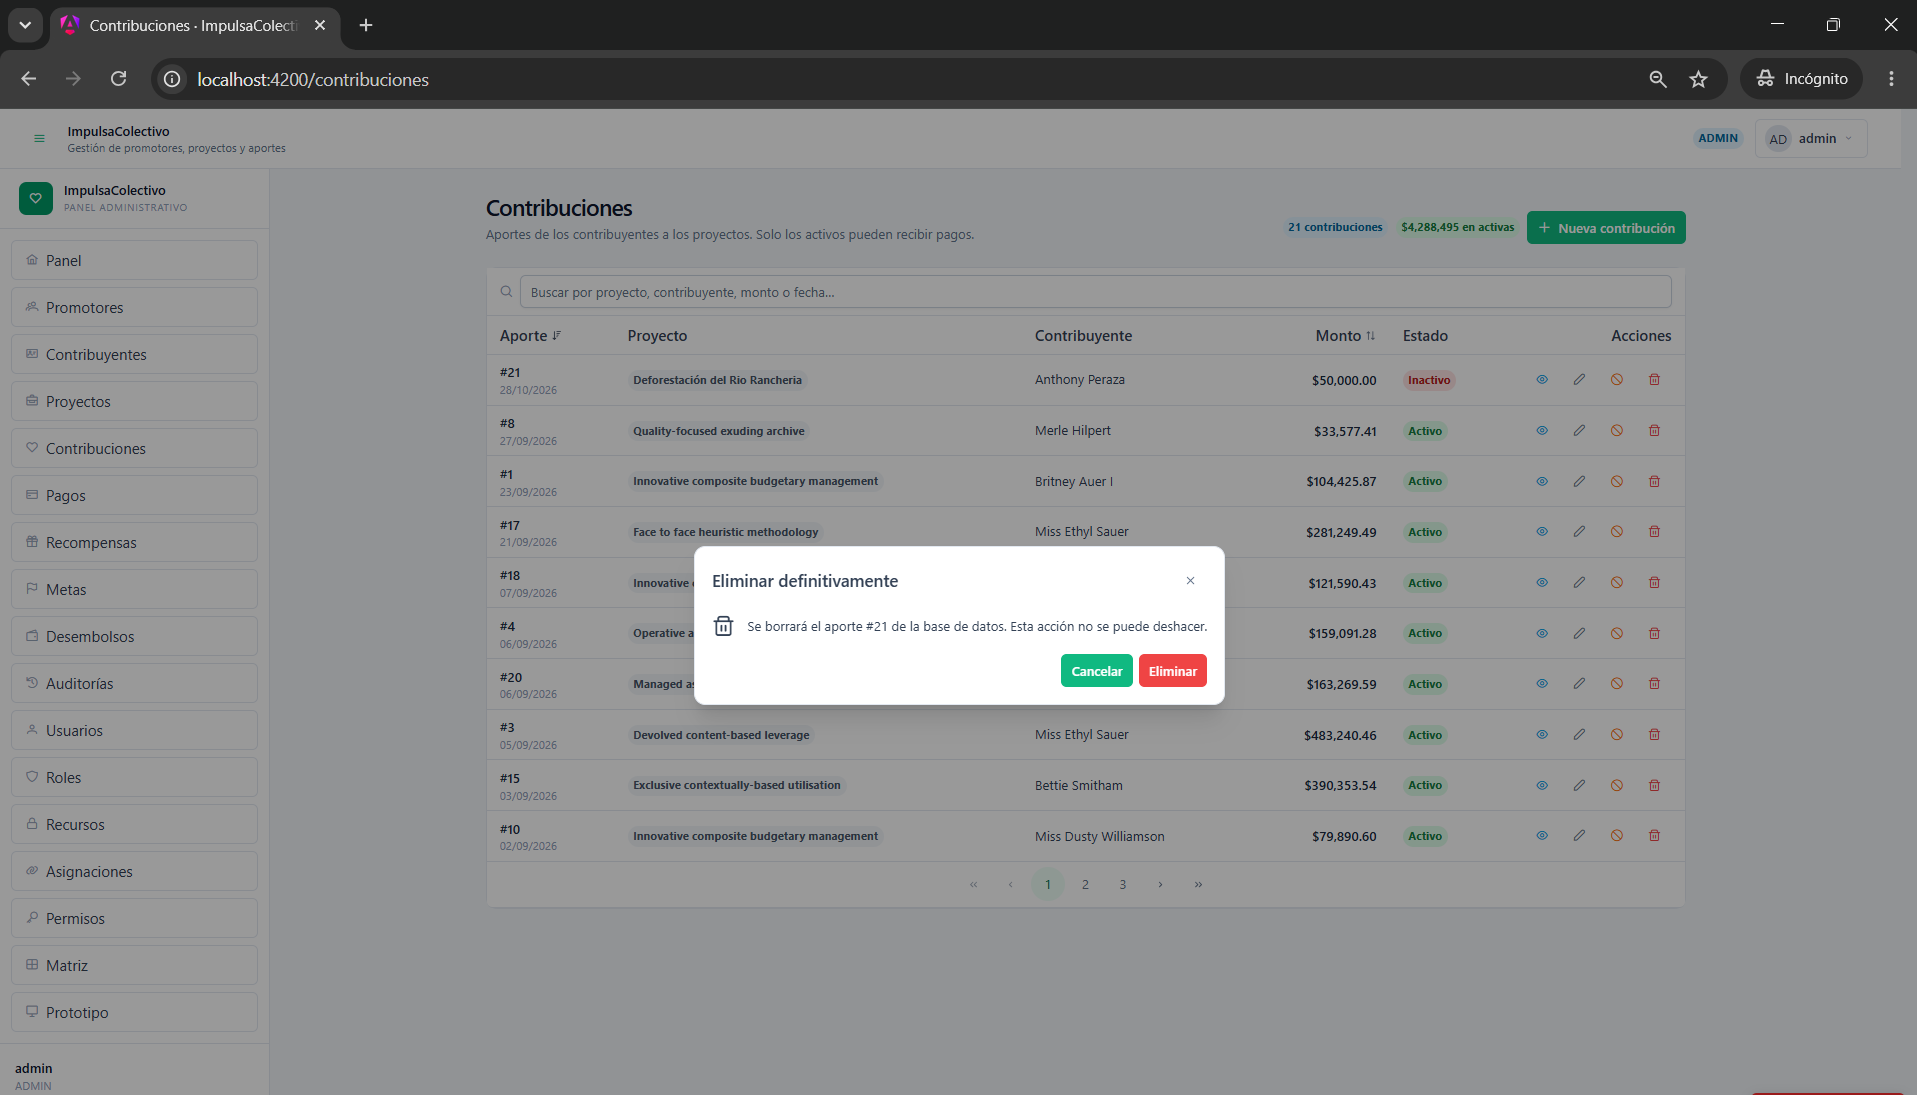 Contribuciones · ImpulsaColecti
localhost:4200/contribuciones
Incógnito
ImpulsaColectivo
Gestión de promotores, proyectos y aportes
ADMIN
AD admin
ImpulsaColectivo
PANEL ADMINISTRATIVO
Panel
Promotores
Contribuyentes
Proyectos
Contribuciones
Pagos
Recompensas
Metas
Desembolsos
Auditorías
Usuarios
Roles
Recursos
Asignaciones
Permisos
Matriz
Prototipo
admin
ADMIN
Contribuciones
Aportes de los contribuyentes a los proyectos. Solo los activos pueden recibir pagos.
21 contribuciones $4,288,495 en activas + Nueva contribución
Buscar por proyecto, contribuyente, monto o fecha...
Aporte Proyecto Contribuyente Monto Estado Acciones
#21 Deforestación del Rio Rancheria Anthony Peraza $50,000.00 Inactivo
28/10/2026
#8 Quality-focused exuding archive Merle Hilpert $33,577.41 Activo
27/09/2026
#1 Innovative composite budgetary management Britney Auer I $104,425.87 Activo
23/09/2026
#17 Face to face heuristic methodology Miss Ethyl Sauer $281,249.49 Activo
21/09/2026
#18 Innovative $121,590.43 Activo
07/09/2026
#4 Operative $159,091.28 Activo
06/09/2026
#20 Managed $163,269.59 Activo
06/09/2026
#3 Devolved content-based leverage Miss Ethyl Sauer $483,240.46 Activo
05/09/2026
#15 Exclusive contextually-based utilisation Bettie Smitham $390,353.54 Activo
03/09/2026
#10 Innovative composite budgetary management Miss Dusty Williamson $79,890.60 Activo
02/09/2026
« ‹ 1 2 3 › »
Eliminar definitivamente
Se borrará el aporte #21 de la base de datos. Esta acción no se puede deshacer.
Cancelar Eliminar